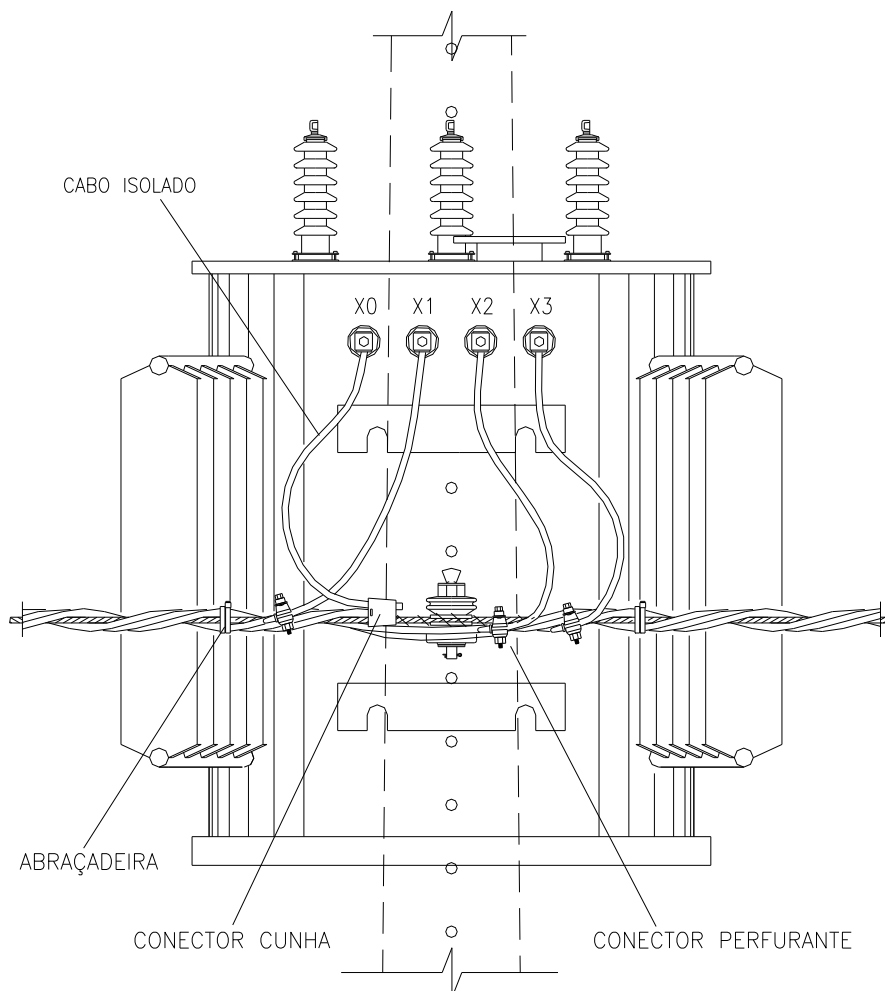 CABO ISOLADO
X0 X1 X2 X3
ABRAÇADEIRA
CONECTOR CUNHA
CONECTOR PERFURANTE